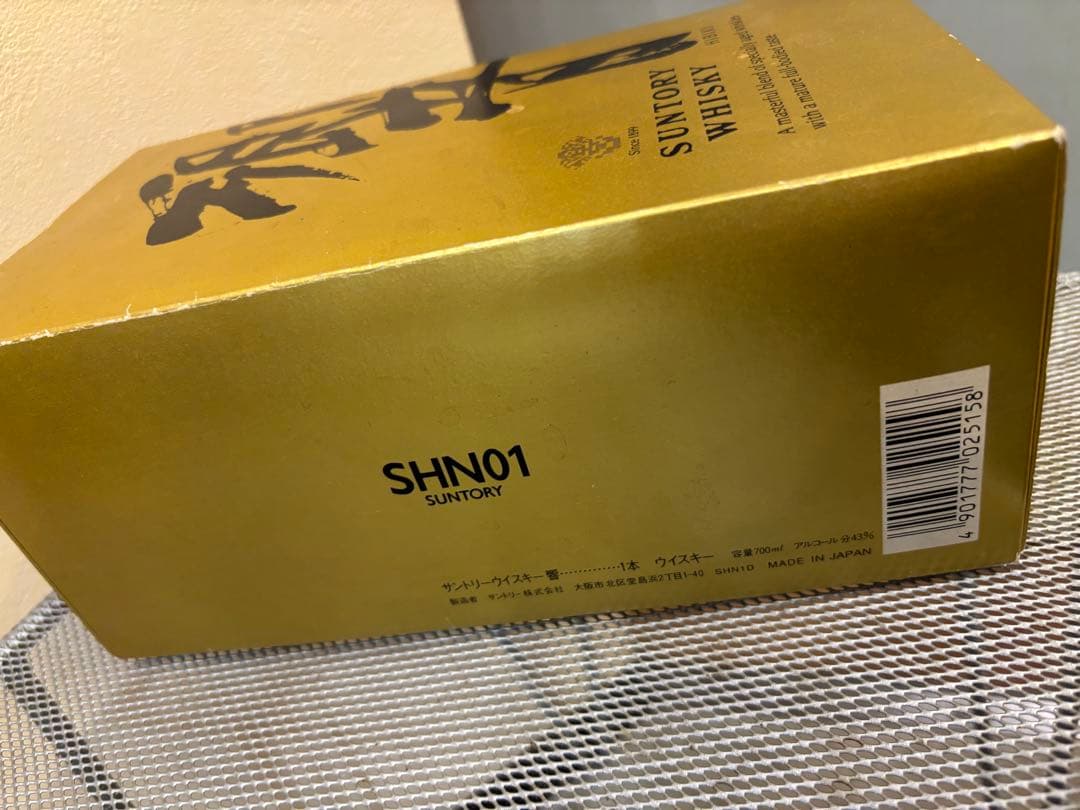 響
HIBIKI
Since 1899
SUNTORY
WHISKY
A masterful blend of specially aged whiskies
with a mature full-bodied taste
SHN01
SUNTORY
サントリーウイスキー響…………1本 ウイスキー 容量700ml アルコール分43%
製造者 サントリー株式会社 大阪市北区堂島浜2丁目1-40 SHN1D MADE IN JAPAN
4 901777 025158